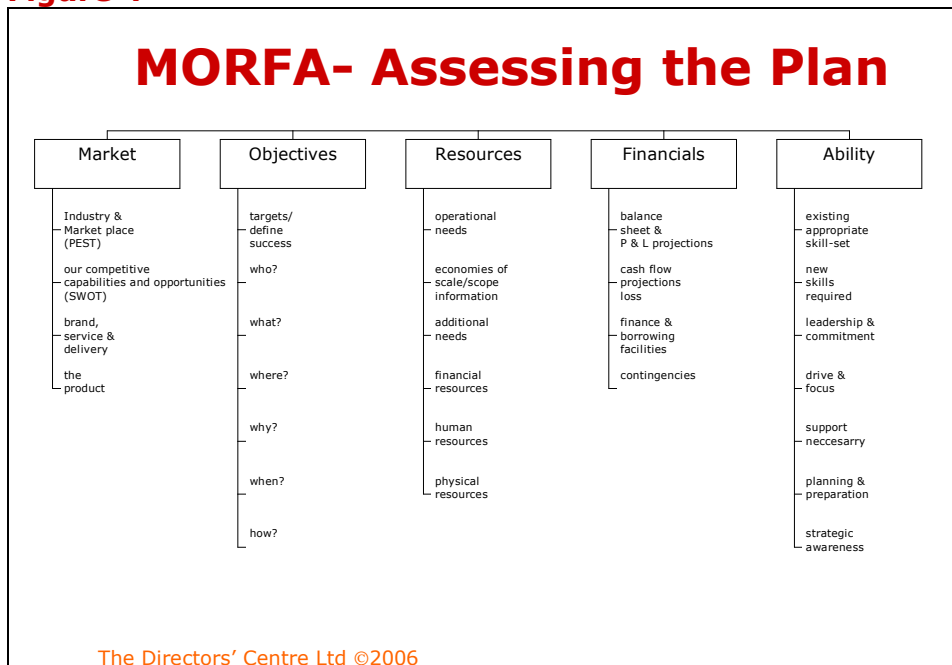 MORFA- Assessing the Plan
Market
Industry &
Market place
(PEST)
our competitive
capabilities and opportunities
(SWOT)
brand,
service &
delivery
the
product
Objectives
targets/
define
success
who?
what?
where?
why?
when?
how?
Resources
operational
needs
economies of
scale/scope
information
additional
needs
financial
resources
human
resources
physical
resources
Financials
balance
sheet &
P & L projections
cash flow
projections
loss
finance &
borrowing
facilities
contingencies
Ability
existing
appropriate
skill-set
new
skills
required
leadership &
commitment
drive &
focus
support
neccesarry
planning &
preparation
strategic
awareness
The Directors' Centre Ltd ©2006